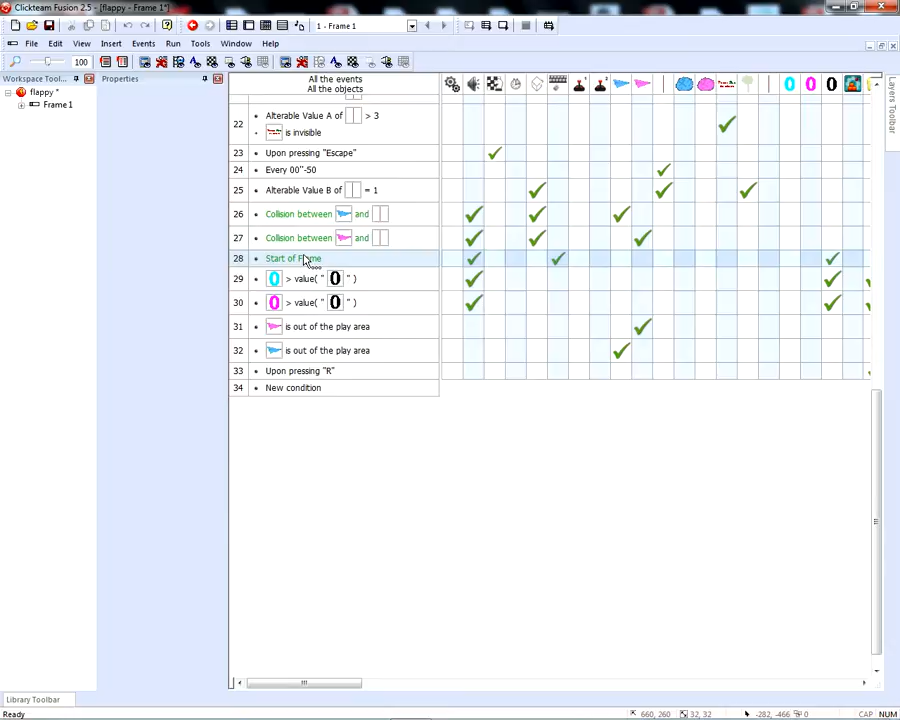 Clickteam Fusion 2.5 - [flappy - Frame 1*]
1 - Frame 1
File Edit View Insert Events Run Tools Window Help
100
Workspace Tool...
Properties
flappy *
Frame 1
All the events
All the objects
22 Alterable Value A of > 3
is invisible
23 Upon pressing "Escape"
24 Every 00"-50
25 Alterable Value B of = 1
26 Collision between and
27 Collision between and
28 Start of Frame
29 0 > value( " 0 " )
30 0 > value( " 0 " )
31 is out of the play area
32 is out of the play area
33 Upon pressing "R"
34 New condition
0 0 0
Layers Toolbar
Library Toolbar
Ready
660, 260 32, 32 -282, -466 0 CAP NUM